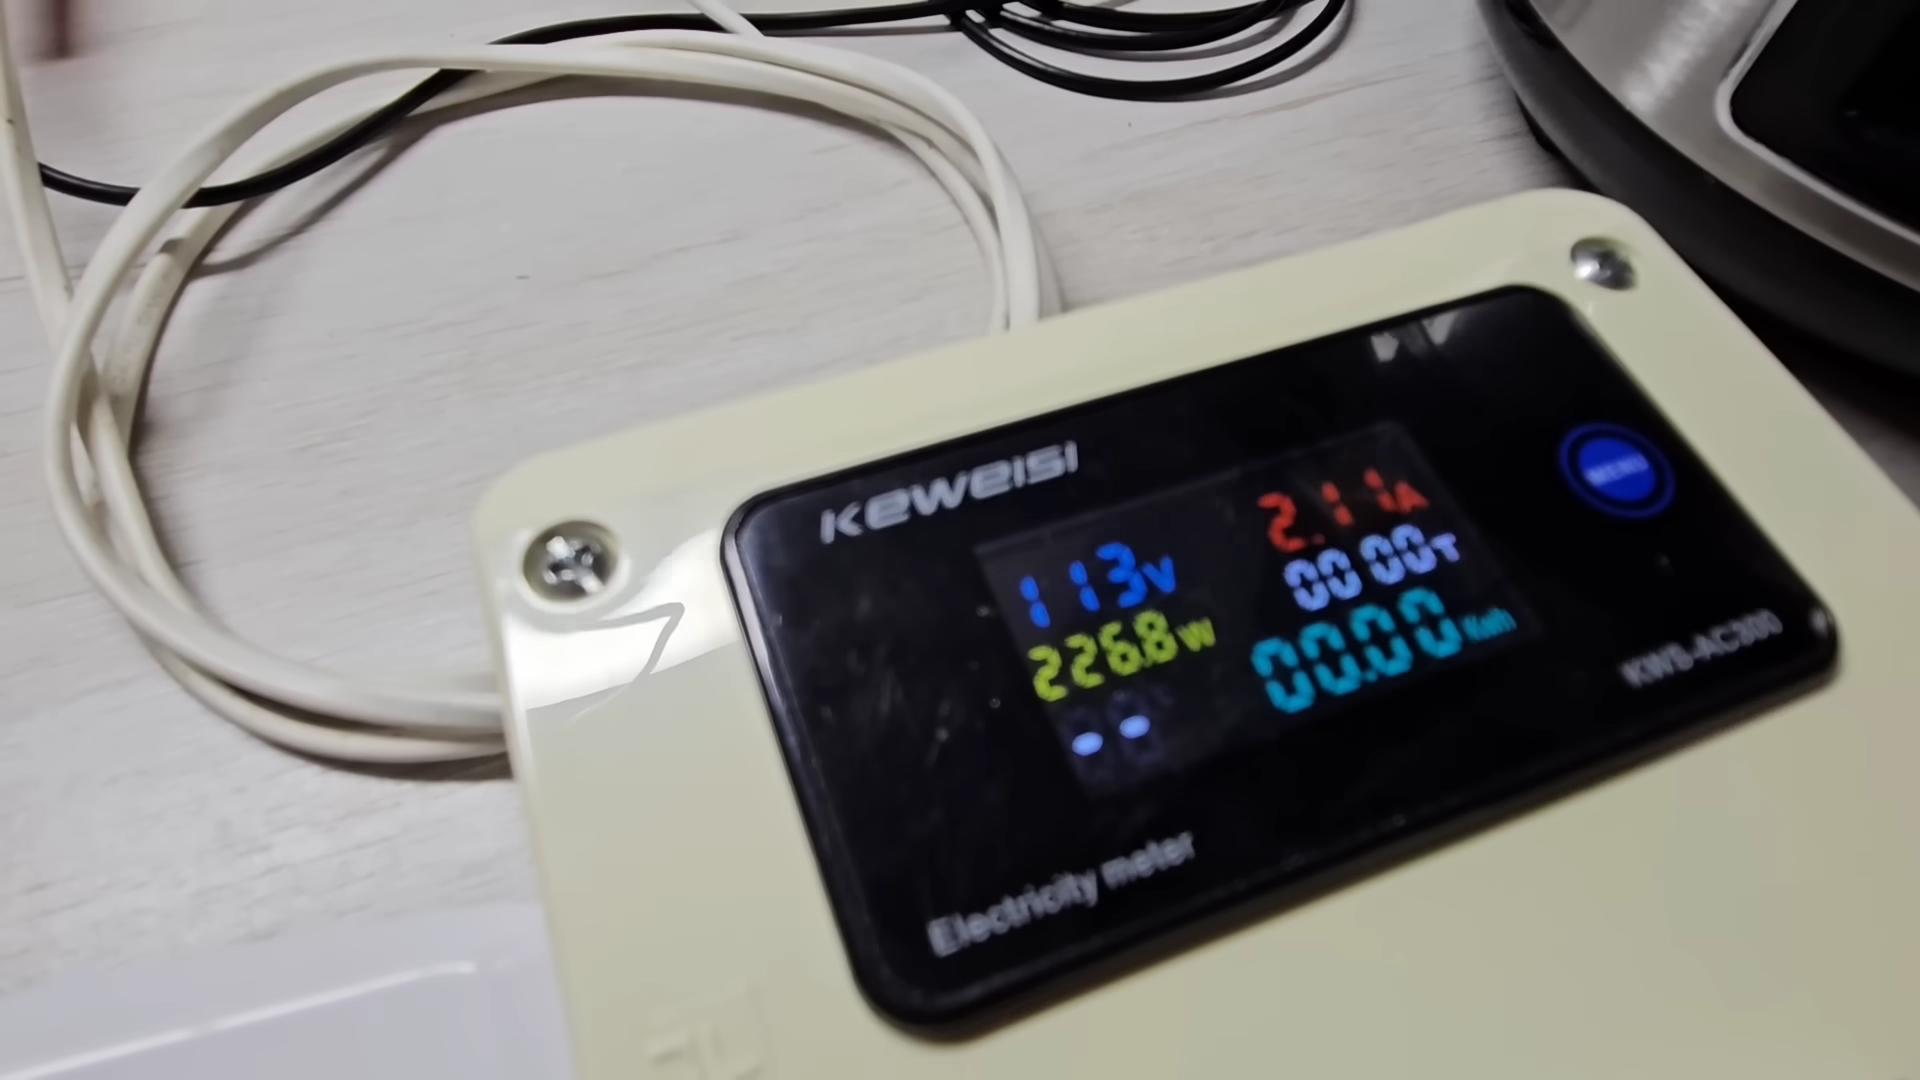 KEWEISI
113V
2.11A
226.8W
00:00T
--
00.00Kwh
MENU
KWS-AC300
Electricity meter